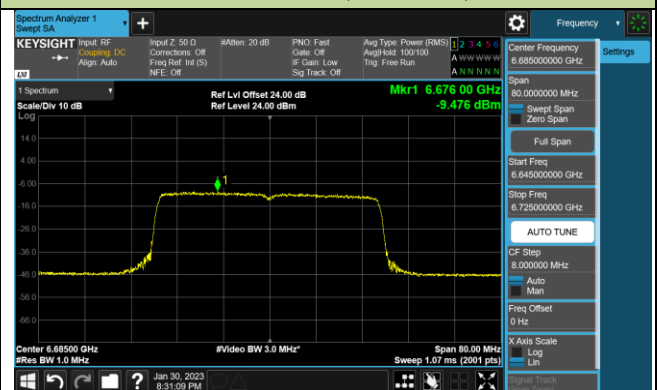 Spectrum Analyzer 1
Swept SA
Frequency
KEYSIGHT
Input: RF
Coupling: DC
Align: Auto
Input Z: 50 Ω
Corrections: Off
Freq Ref: Int (S)
NFE: Off
#Atten: 20 dB
PNO: Fast
Gate: Off
IF Gain: Low
Sig Track: Off
Avg Type: Power (RMS)
Avg|Hold: 100/100
Trig: Free Run
1 2 3 4 5 6
A W W W W W
A N N N N N
LXI
1 Spectrum
Scale/Div 10 dB
Log
Ref Lvl Offset 24.00 dB
Ref Level 24.00 dBm
Mkr1 6.676 00 GHz
-9.476 dBm
14.0
4.00
-6.00
-16.0
-26.0
-36.0
-46.0
-56.0
-66.0
1
Center 6.68500 GHz
#Res BW 1.0 MHz
#Video BW 3.0 MHz*
Span 80.00 MHz
Sweep 1.07 ms (2001 pts)
Jan 30, 2023
8:31:09 PM
Center Frequency
6.685000000 GHz
Settings
Span
80.0000000 MHz
Swept Span
Zero Span
Full Span
Start Freq
6.645000000 GHz
Stop Freq
6.725000000 GHz
AUTO TUNE
CF Step
8.000000 MHz
Auto
Man
Freq Offset
0 Hz
X Axis Scale
Log
Lin
Signal Track